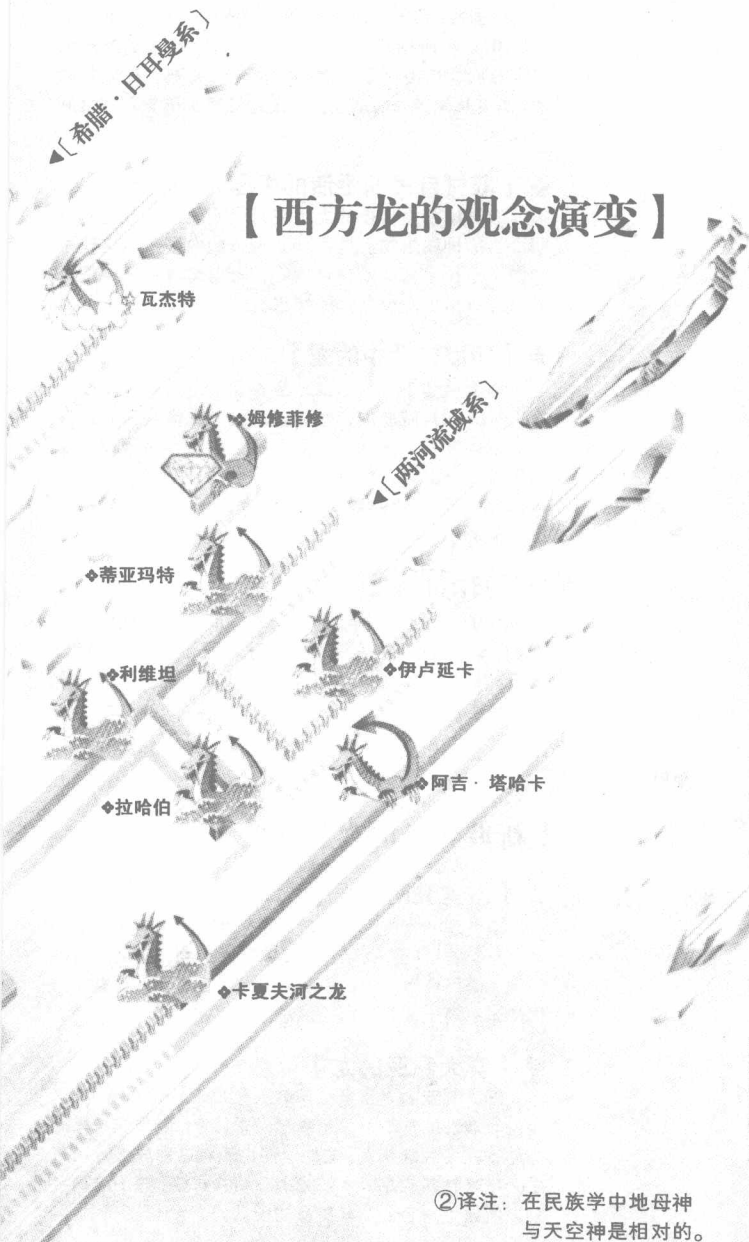 ◀〔希腊·日耳曼系〕
【西方龙的观念演变】
☆瓦杰特
❖姆修菲修
◀〔两河流域系〕
❖蒂亚玛特
❖伊卢延卡
❖利维坦
❖阿吉·塔哈卡
❖拉哈伯
❖卡夏夫河之龙
②译注：在民族学中地母神
与天空神是相对的。